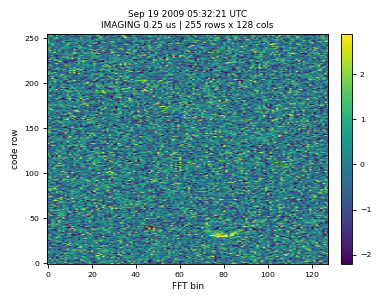 Sep 19 2009 05:32:21 UTC
IMAGING 0.25 us | 255 rows x 128 cols
250
200
150
100
50
0
code row
0 20 40 60 80 100 120
FFT bin
2
1
0
−1
−2